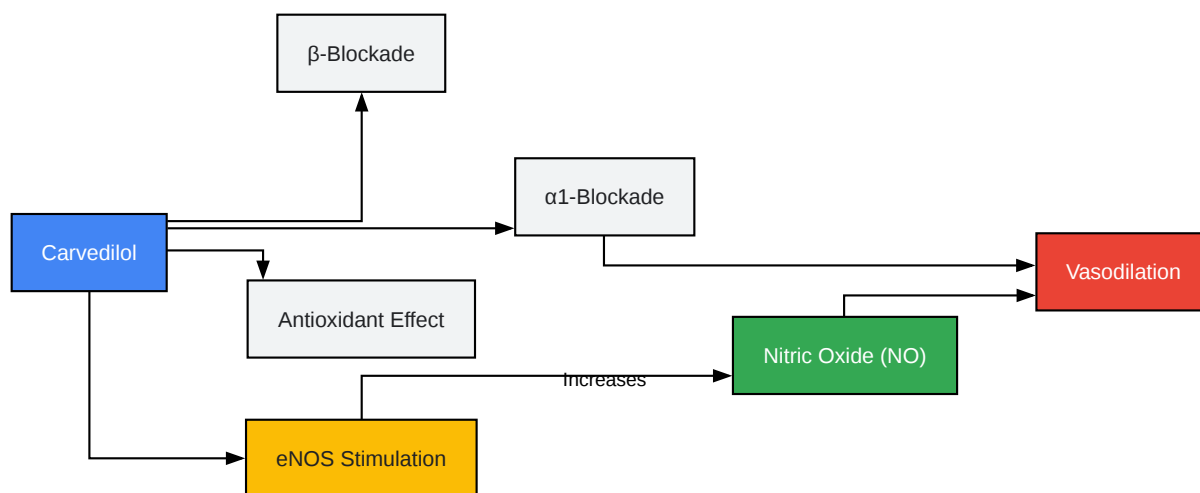 β-Blockade
α1-Blockade
Carvedilol
Vasodilation
Antioxidant Effect
Nitric Oxide (NO)
Increases
eNOS Stimulation